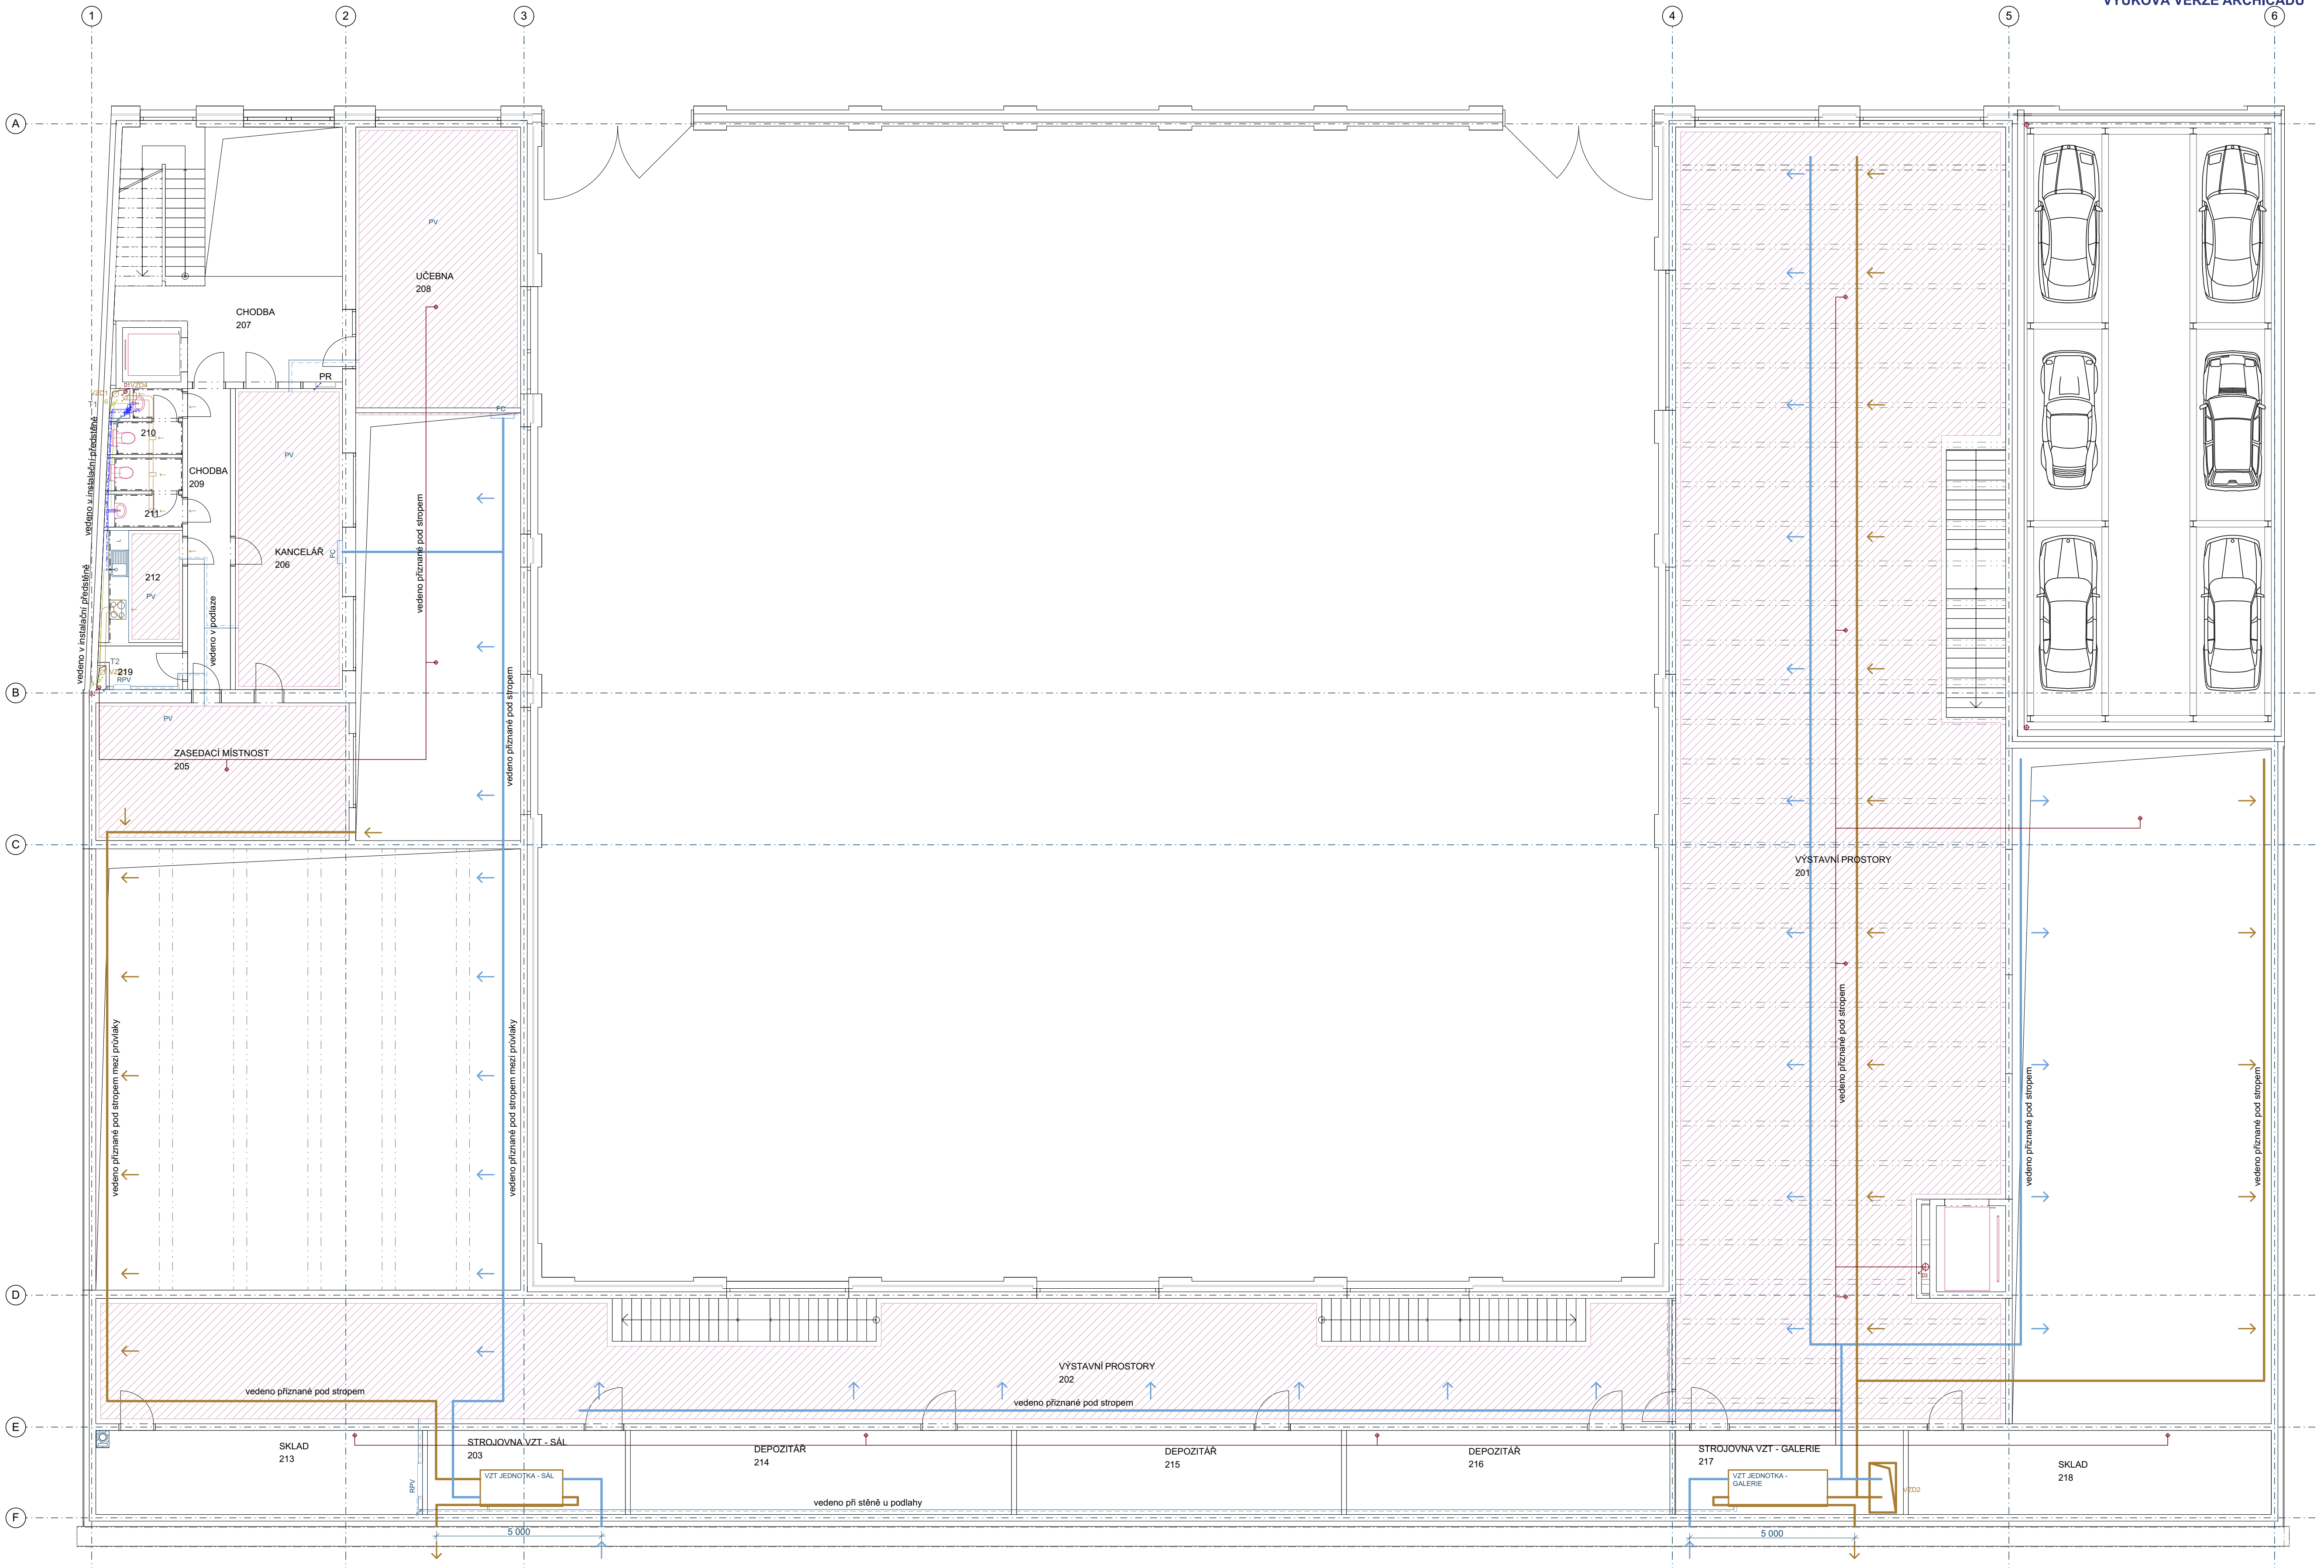 VÝUKOVÁ VERZE ARCHICADU
1
2
3
4
5
6
A
PV
UČEBNA
208
CHODBA
207
PR
FC
VZD4
VZD1
T1
210
PV
CHODBA
209
211
vedeno v instalační předstěně
vedeno přiznané pod stropem
KANCELÁŘ
206
FC
212
PV
vedeno v instalační předstěně
vedeno v podlaze
T2
219
RPV
B
PV
vedeno přiznané pod stropem
ZASEDACÍ MÍSTNOST
205
C
VÝSTAVNÍ PROSTORY
201
vedeno přiznané pod stropem mezi průvlaky
vedeno přiznané pod stropem mezi průvlaky
vedeno přiznané pod stropem
vedeno přiznané pod stropem
vedeno přiznané pod stropem
D
VÝSTAVNÍ PROSTORY
202
vedeno přiznané pod stropem
vedeno přiznané pod stropem
E
SKLAD
213
STROJOVNA VZT - SÁL
203
DEPOZITÁŘ
214
DEPOZITÁŘ
215
DEPOZITÁŘ
216
STROJOVNA VZT - GALERIE
217
SKLAD
218
RPV
VZT JEDNOTKA - SÁL
VZT JEDNOTKA -
GALERIE
VZD2
vedeno při stěně u podlahy
F
5 000
5 000